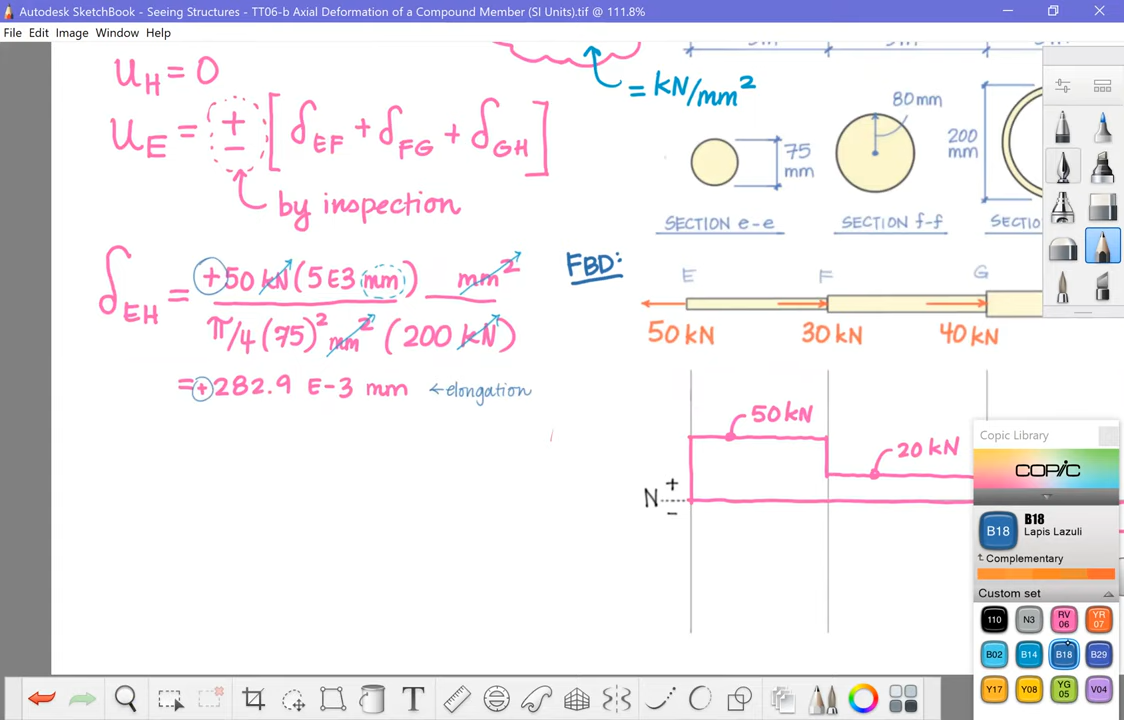 Autodesk SketchBook - Seeing Structures - TT06-b Axial Deformation of a Compound Member (SI Units).tif @ 111.8%
File Edit Image Window Help
u_H = 0
= kN/mm²
u_E = ± [ δ_EF + δ_FG + δ_GH ]
by inspection
80mm
75 mm
200 mm
SECTION e-e
SECTION f-f
SECTIO
δ_EH = +50 kN (5E3 mm) mm²
π/4 (75)² mm² (200 kN)
= +282.9 E-3 mm ←elongation
FBD:
E F G
50 kN 30 kN 40 kN
50 kN
20 kN
N + -
Copic Library
COPIC
B18
B18
Lapis Lazuli
Complementary
Custom set
110 N3 RV 06 YR 07
B02 B14 B18 B29
Y17 Y08 YG 05 V04
T